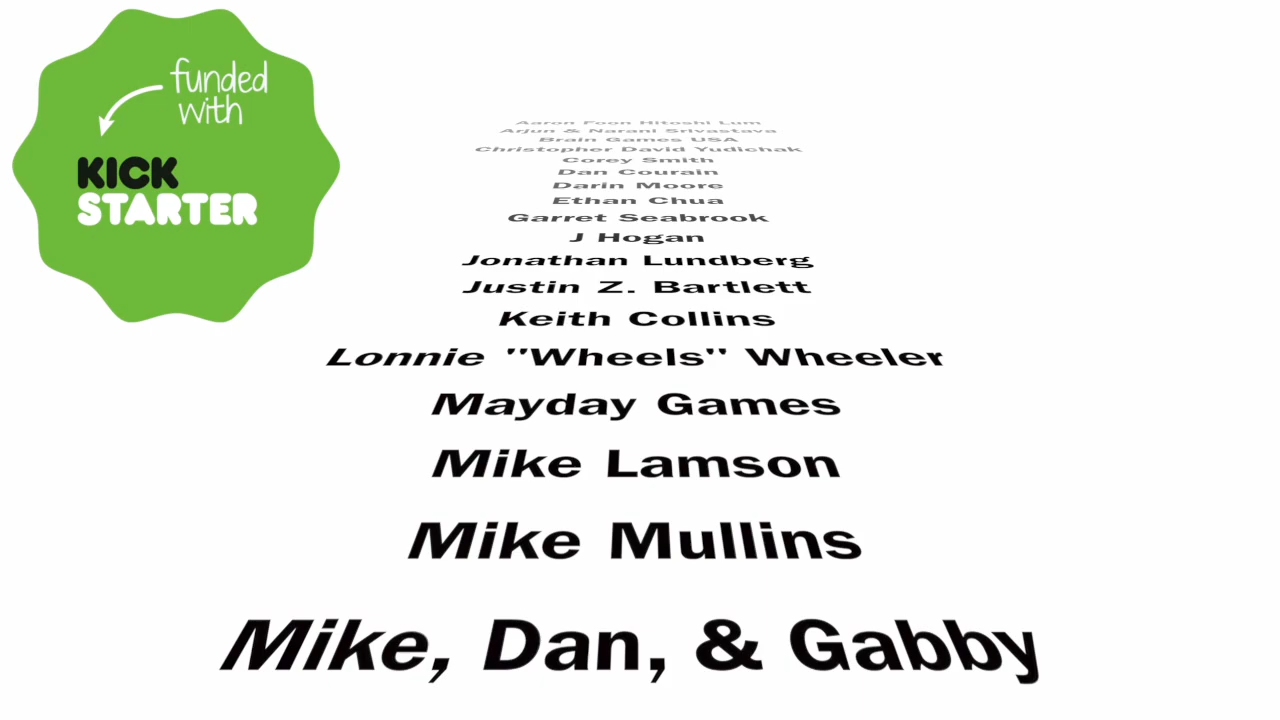 funded
with
KICK
STARTER
Aaron Foon Hitoshi Lum
Arjun & Narani Srivastava
Brain Games USA
Christopher David Yudichak
Corey Smith
Dan Courain
Darin Moore
Ethan Chua
Garret Seabrook
J Hogan
Jonathan Lundberg
Justin Z. Bartlett
Keith Collins
Lonnie "Wheels" Wheeler
Mayday Games
Mike Lamson
Mike Mullins
Mike, Dan, & Gabby